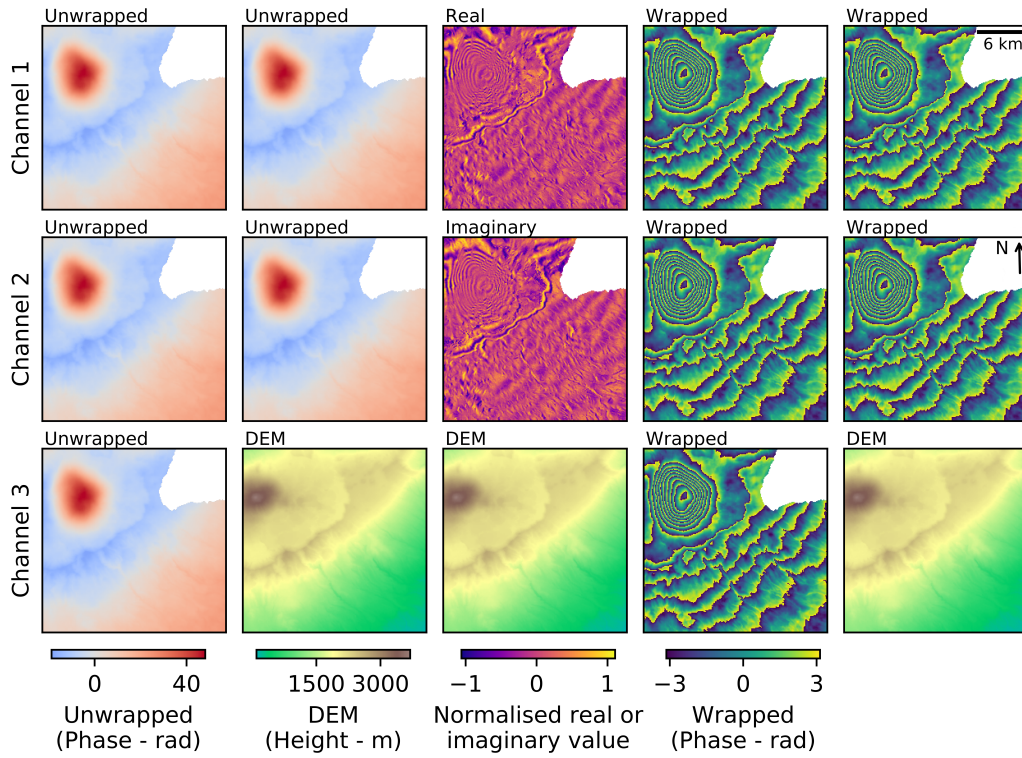 Unwrapped Unwrapped Real Wrapped Wrapped
6 km
Channel 1
Unwrapped Unwrapped Imaginary Wrapped Wrapped
N
Channel 2
Unwrapped DEM DEM Wrapped DEM
Channel 3
0 40 1500 3000 −1 0 1 −3 0 3
Unwrapped DEM Normalised real or Wrapped
(Phase - rad) (Height - m) imaginary value (Phase - rad)